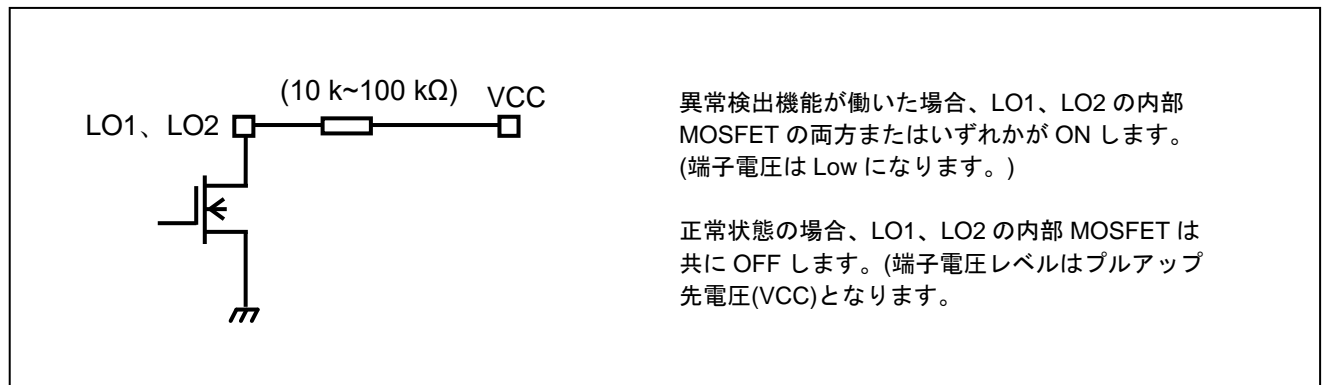 (10 k~100 kΩ)
VCC
LO1、LO2
異常検出機能が働いた場合、LO1、LO2 の内部
MOSFET の両方またはいずれかが ON します。
(端子電圧は Low になります。)
正常状態の場合、LO1、LO2 の内部 MOSFET は
共に OFF します。(端子電圧レベルはプルアップ
先電圧(VCC)となります。